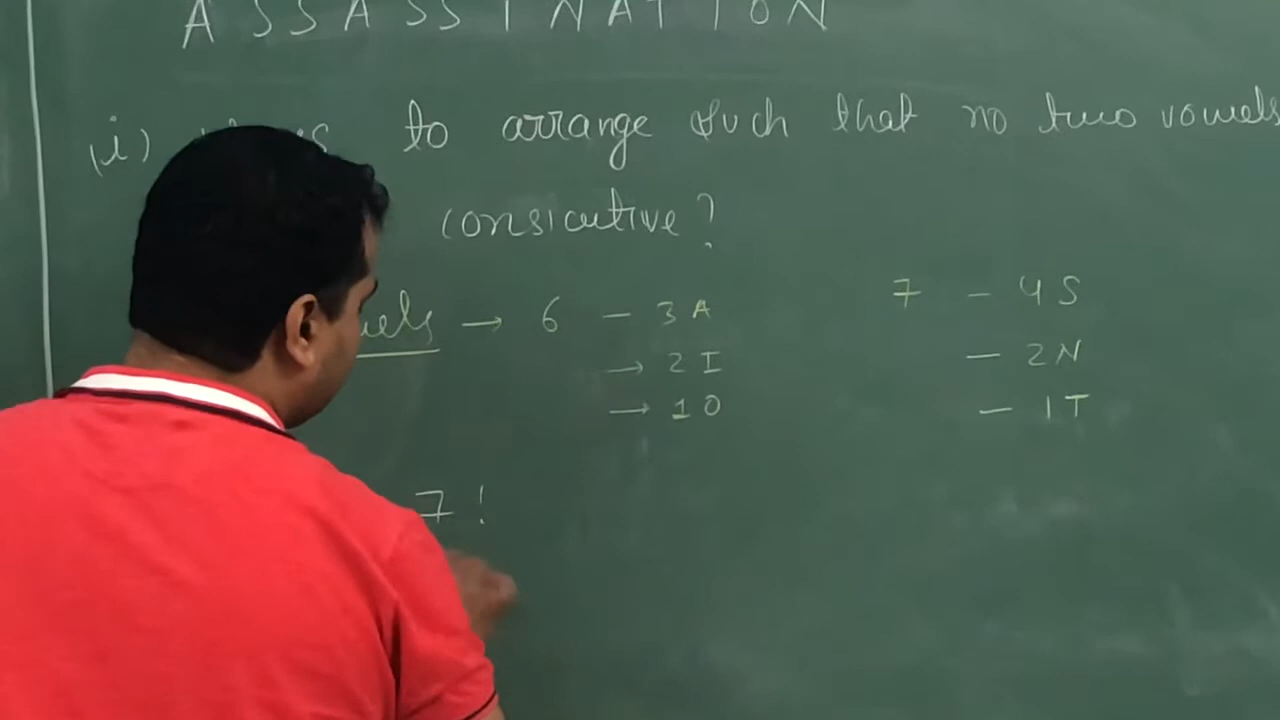 A S S A S S I N A T I O N
(i) to arrange such that no two vowels
consicutive?
→ 6 – 3 A 7 – 4 S
→ 2 I – 2 N
→ 1 O – 1 T
7 !